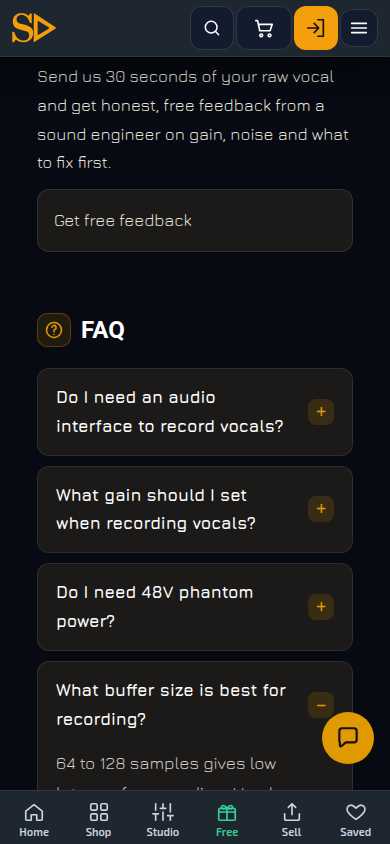 Send us 30 seconds of your raw vocal
and get honest, free feedback from a
sound engineer on gain, noise and what
to fix first.
Get free feedback
FAQ
Do I need an audio
interface to record vocals?
What gain should I set
when recording vocals?
Do I need 48V phantom
power?
What buffer size is best for
recording?
64 to 128 samples gives low
Home
Shop
Studio
Free
Sell
Saved